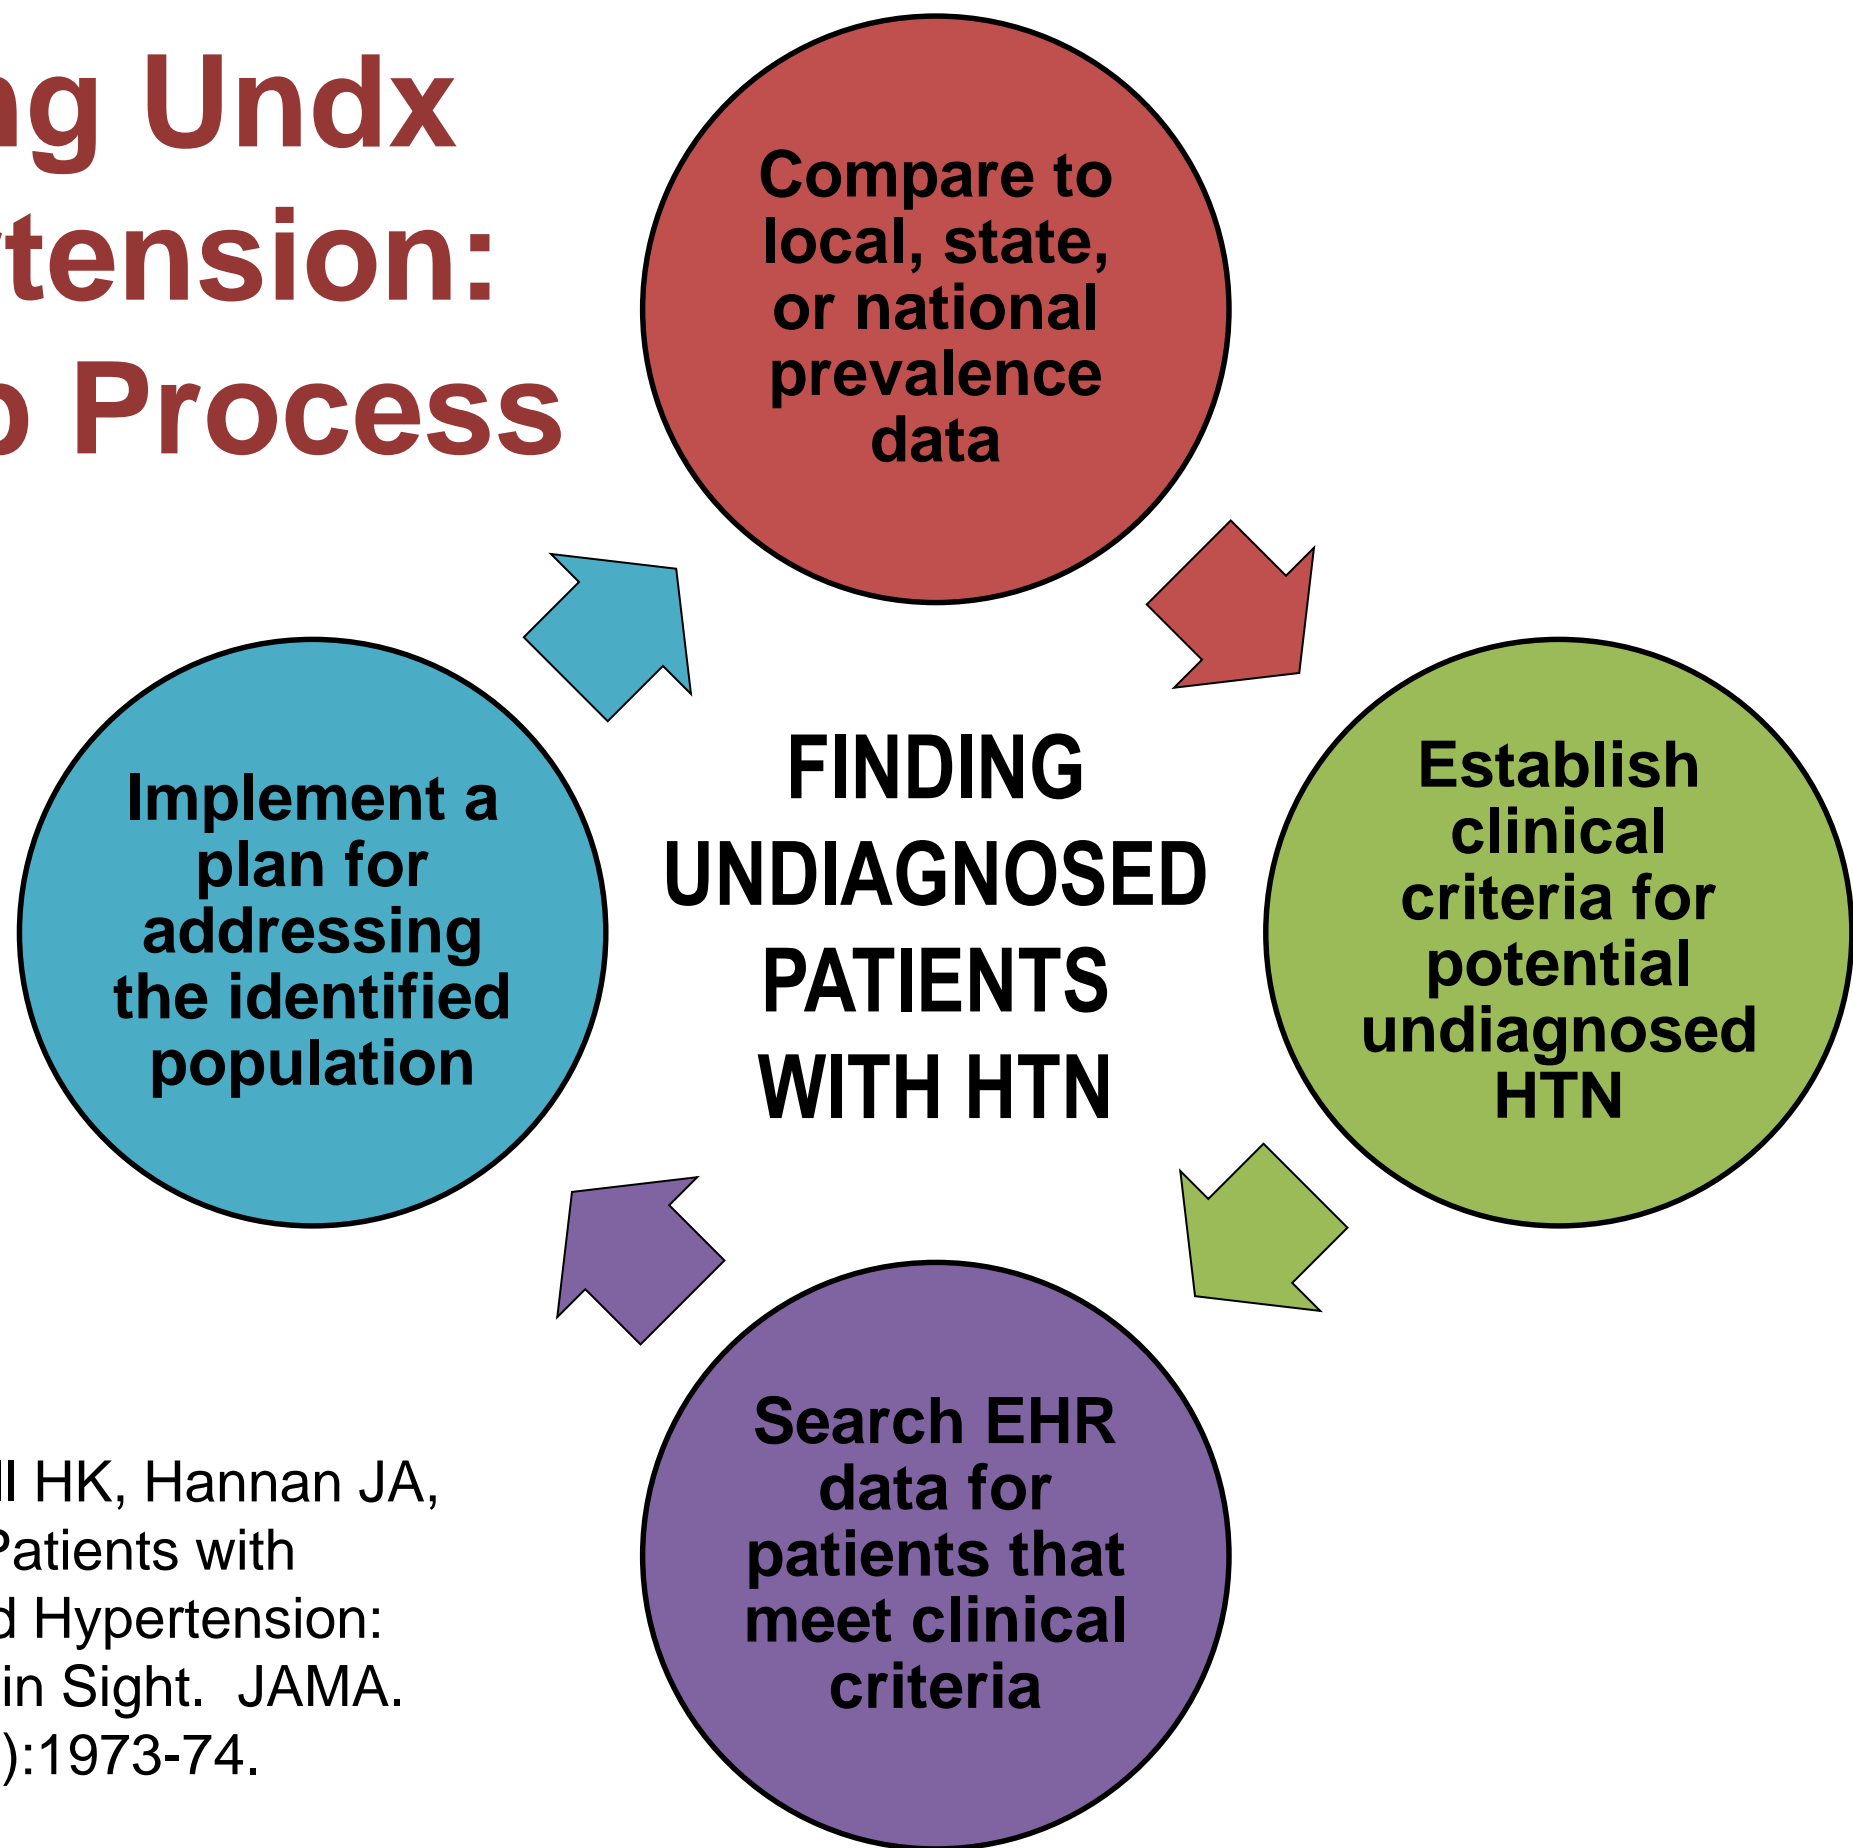 ng Undx
tension:
p Process
Compare to
local, state,
or national
prevalence
data
Establish
clinical
criteria for
potential
undiagnosed
HTN
Search EHR
data for
patients that
meet clinical
criteria
Implement a
plan for
addressing
the identified
population
FINDING
UNDIAGNOSED
PATIENTS
WITH HTN
ll HK, Hannan JA,
Patients with
d Hypertension:
in Sight. JAMA.
):1973-74.